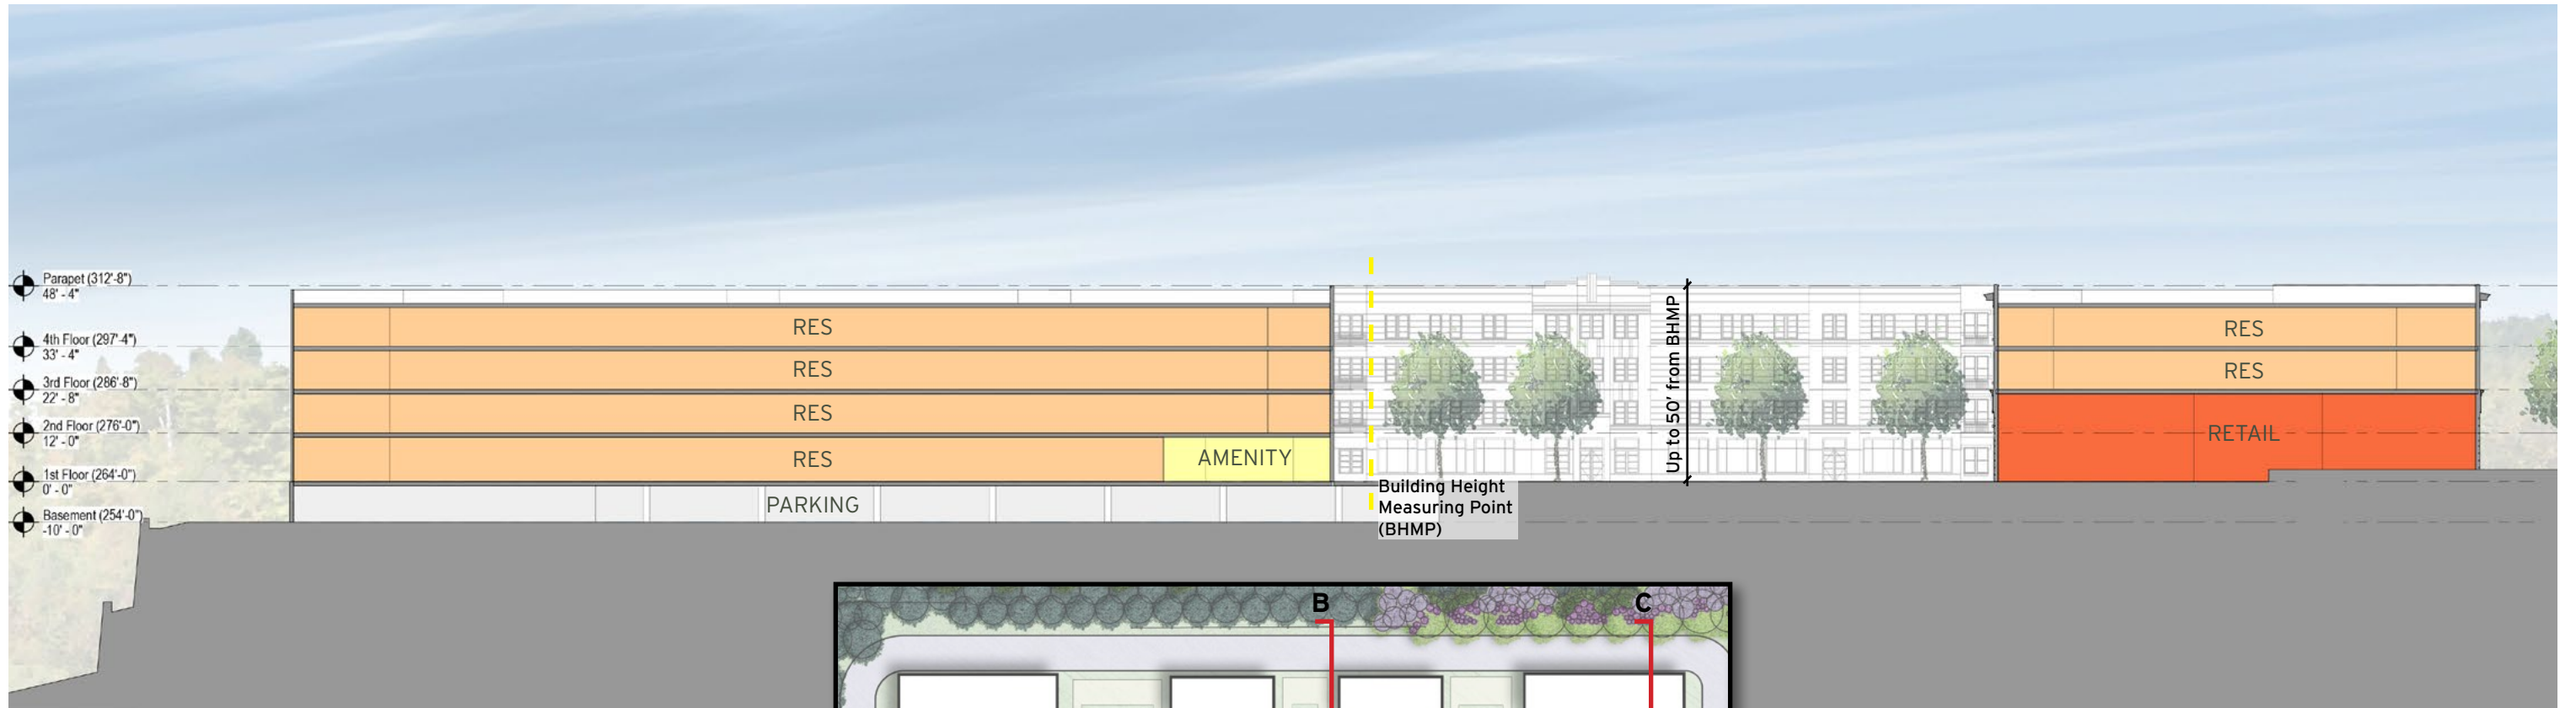 Parapet (312'-8")
48' - 4"
4th Floor (297'-4")
33' - 4"
3rd Floor (286'-8")
22' - 8"
2nd Floor (276'-0")
12' - 0"
1st Floor (264'-0")
0' - 0"
Basement (254'-0")
-10' - 0"
RES
RES
RES
RES
AMENITY
PARKING
Building Height
Measuring Point
(BHMP)
Up to 50' from BHMP
RES
RES
RETAIL
B
C